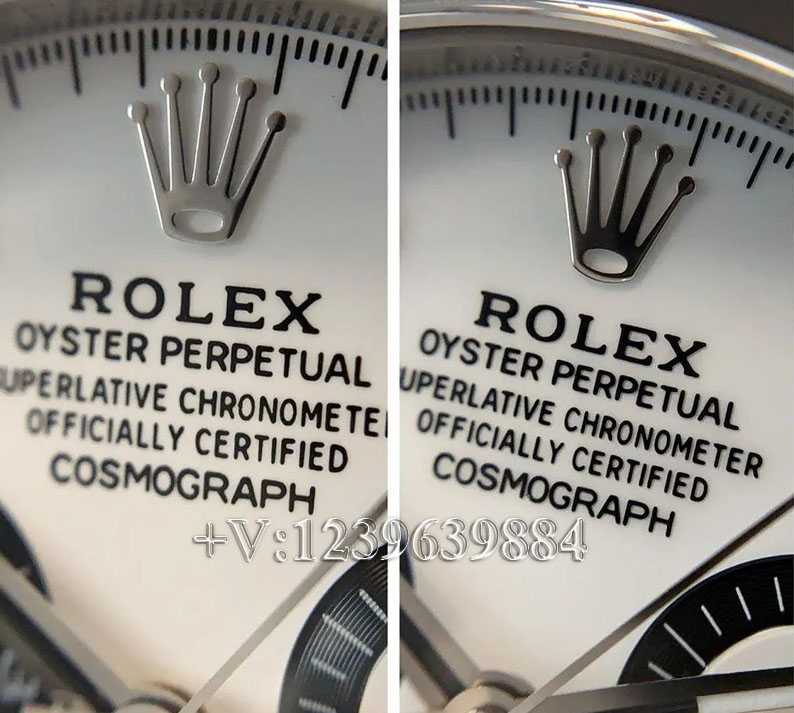 ROLEX
OYSTER PERPETUAL
UPERLATIVE CHRONOMETE
OFFICIALLY CERTIFIED
COSMOGRAPH
ROLEX
OYSTER PERPETUAL
UPERLATIVE CHRONOMETER
OFFICIALLY CERTIFIED
COSMOGRAPH
+V:1239639884